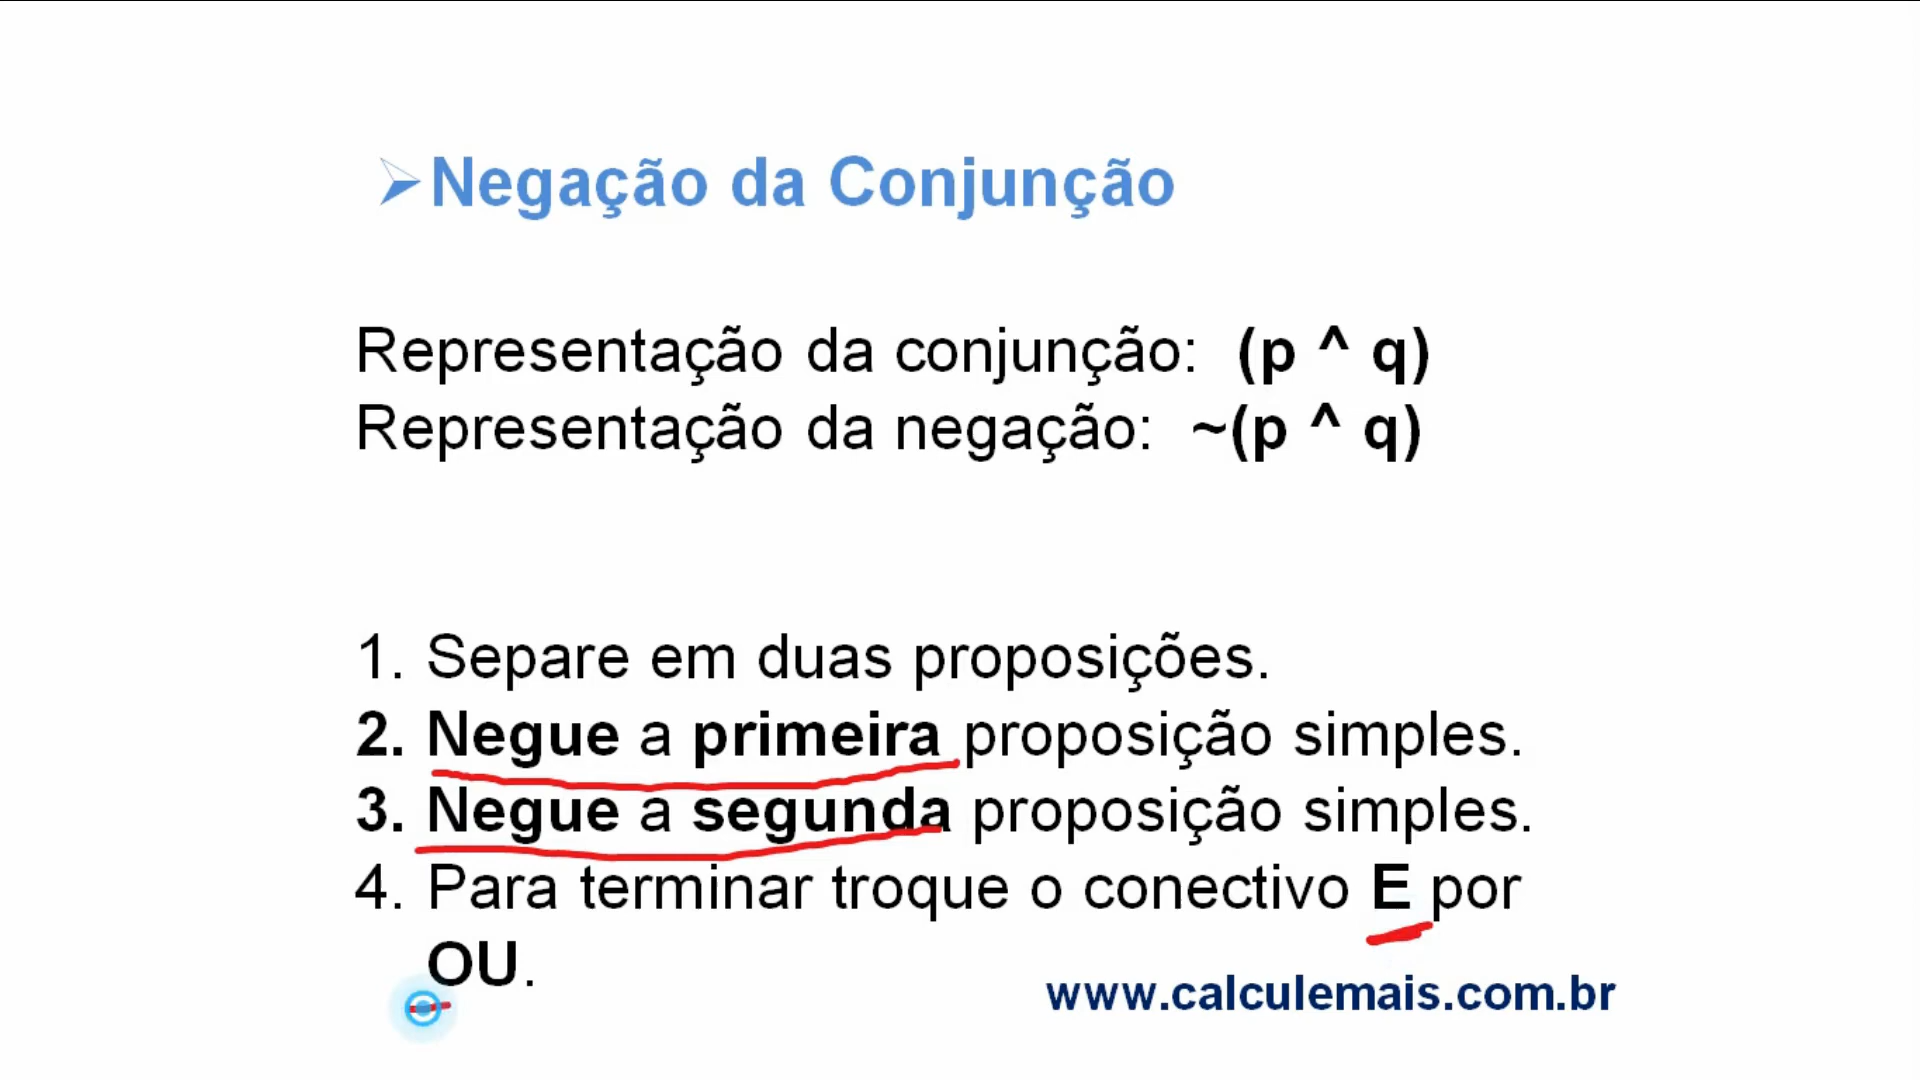 ➢Negação da Conjunção
Representação da conjunção: (p ^ q)
Representação da negação: ~(p ^ q)
1. Separe em duas proposições.
2. Negue a primeira proposição simples.
3. Negue a segunda proposição simples.
4. Para terminar troque o conectivo E por
OU.
www.calculemais.com.br